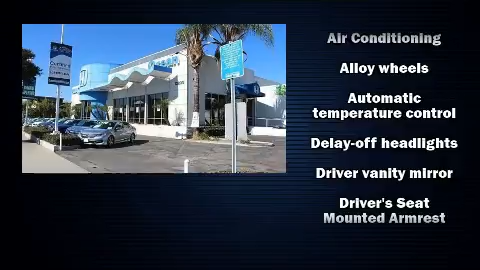 Air Conditioning
Alloy wheels
Automatic
temperature control
Delay-off headlights
Driver vanity mirror
Driver's Seat
Mounted Armrest